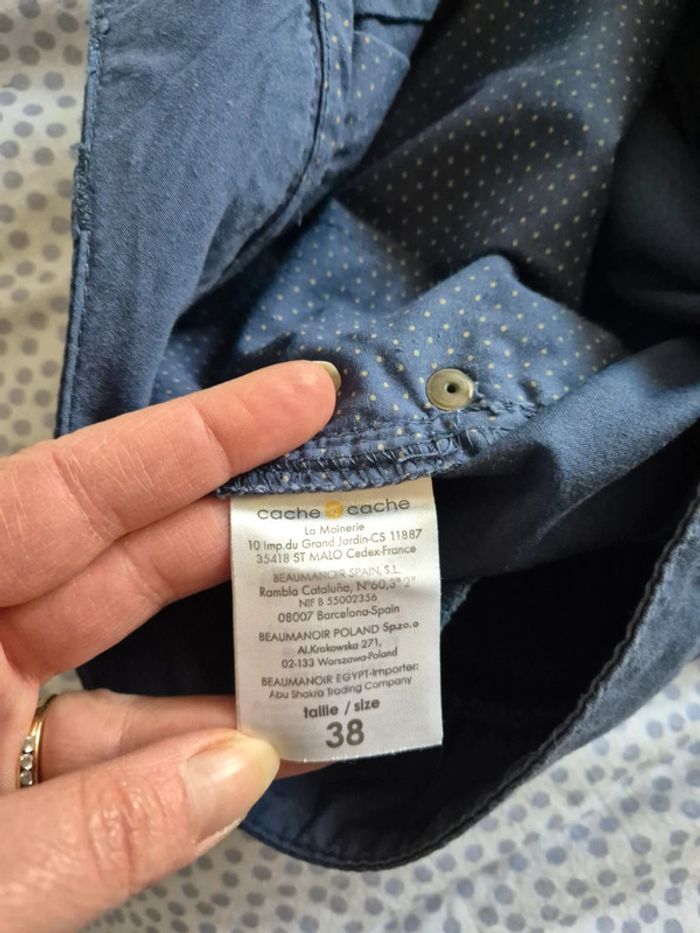 cache cache
La Moinerie
10 Imp.du Grand Jardin-CS 11887
35418 ST MALO Cedex-France
BEAUMANOIR SPAIN, S.L.
Rambla Cataluña, N°60,3°2ª
NIF B 55002356
08007 Barcelona-Spain
BEAUMANOIR POLAND Sp.zo.o
Al.Krakowska 271,
02-133 Warszawa-Poland
BEAUMANOIR EGYPT-Importer:
Abu Shakra Trading Company
taille / size
38